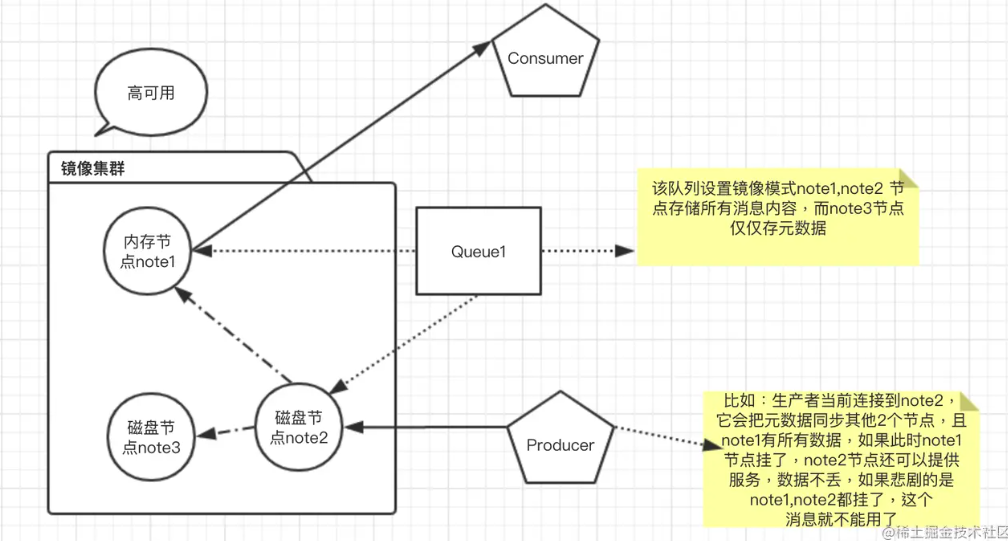 Consumer
高可用
镜像集群
内存节
点note1
Queue1
该队列设置镜像模式note1,note2 节
点存储所有消息内容，而note3节点
仅仅存元数据
磁盘节
点note3
磁盘节
点note2
Producer
比如：生产者当前连接到note2，
它会把元数据同步其他2个节点，且
note1有所有数据，如果此时note1
节点挂了，note2节点还可以提供
服务，数据不丢，如果悲剧的是
note1,note2都挂了，这个
消息就不能用了
@稀土掘金技术社区